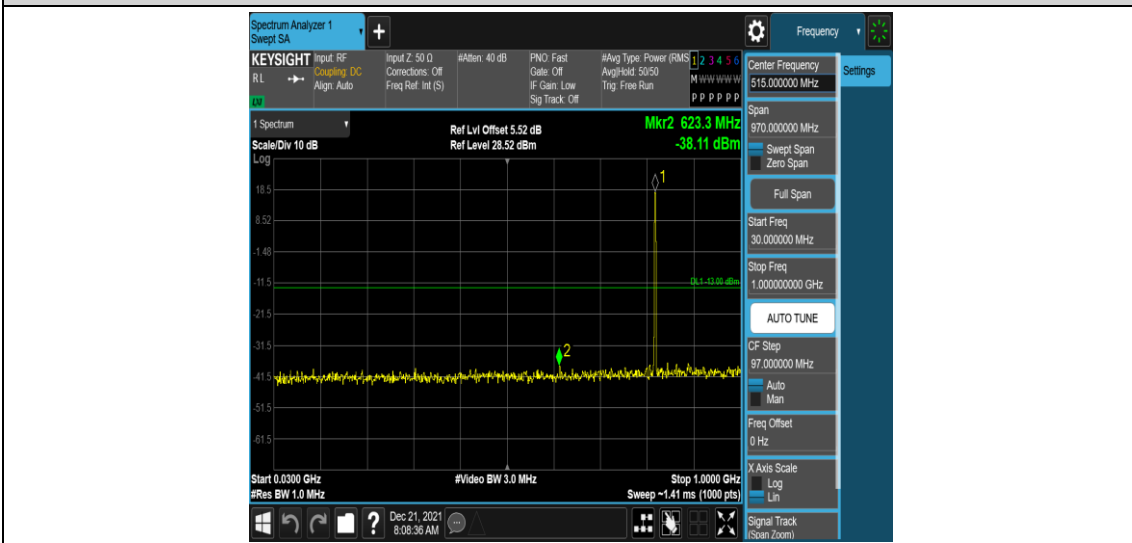 Spectrum Analyzer 1
Swept SA
+
Frequency
KEYSIGHT
RL
LXI
Input: RF
Coupling: DC
Align: Auto
Input Z: 50 Ω
Corrections: Off
Freq Ref: Int (S)
#Atten: 40 dB
PNO: Fast
Gate: Off
IF Gain: Low
Sig Track: Off
#Avg Type: Power (RMS
Avg|Hold: 50/50
Trig: Free Run
1 2 3 4 5 6
M W W W W W
P P P P P P
1 Spectrum
Scale/Div 10 dB
Log
Ref Lvl Offset 5.52 dB
Ref Level 28.52 dBm
Mkr2 623.3 MHz
-38.11 dBm
18.5
8.52
-1.48
-11.5
-21.5
-31.5
-41.5
-51.5
-61.5
1
DL1 -13.00 dBm
2
Start 0.0300 GHz
#Res BW 1.0 MHz
#Video BW 3.0 MHz
Stop 1.0000 GHz
Sweep ~1.41 ms (1000 pts)
?
Dec 21, 2021
8:08:36 AM
Center Frequency
515.000000 MHz
Settings
Span
970.000000 MHz
Swept Span
Zero Span
Full Span
Start Freq
30.000000 MHz
Stop Freq
1.000000000 GHz
AUTO TUNE
CF Step
97.000000 MHz
Auto
Man
Freq Offset
0 Hz
X Axis Scale
Log
Lin
Signal Track
(Span Zoom)